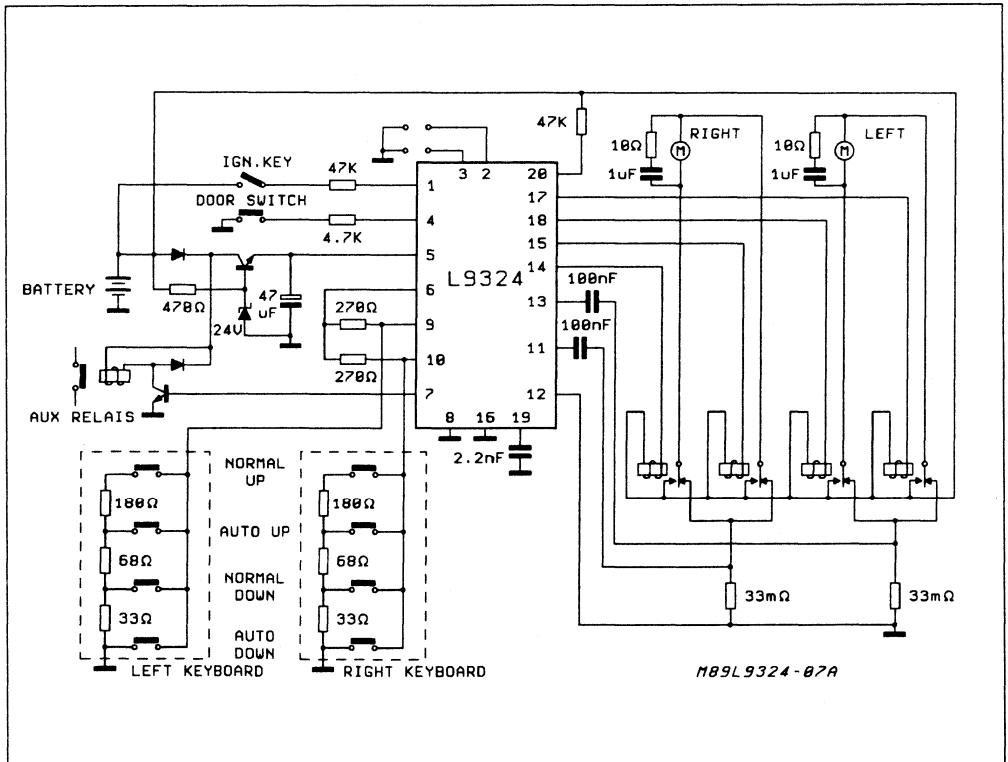 47K
RIGHT
LEFT
10Ω
10Ω
IGN.KEY
47K
3 2
20
1uF
1uF
1
DOOR SWITCH
17
4
18
4.7K
15
5
L9324
14
100nF
BATTERY
6
13
470Ω
47
uF
270Ω
24V
9
100nF
11
10
270Ω
7
12
AUX RELAIS
8 16 19
2.2nF
NORMAL
UP
180Ω
180Ω
AUTO UP
68Ω
68Ω
NORMAL
DOWN
33Ω
33Ω
33mΩ
33mΩ
AUTO
DOWN
LEFT KEYBOARD
RIGHT KEYBOARD
M89L9324-07A